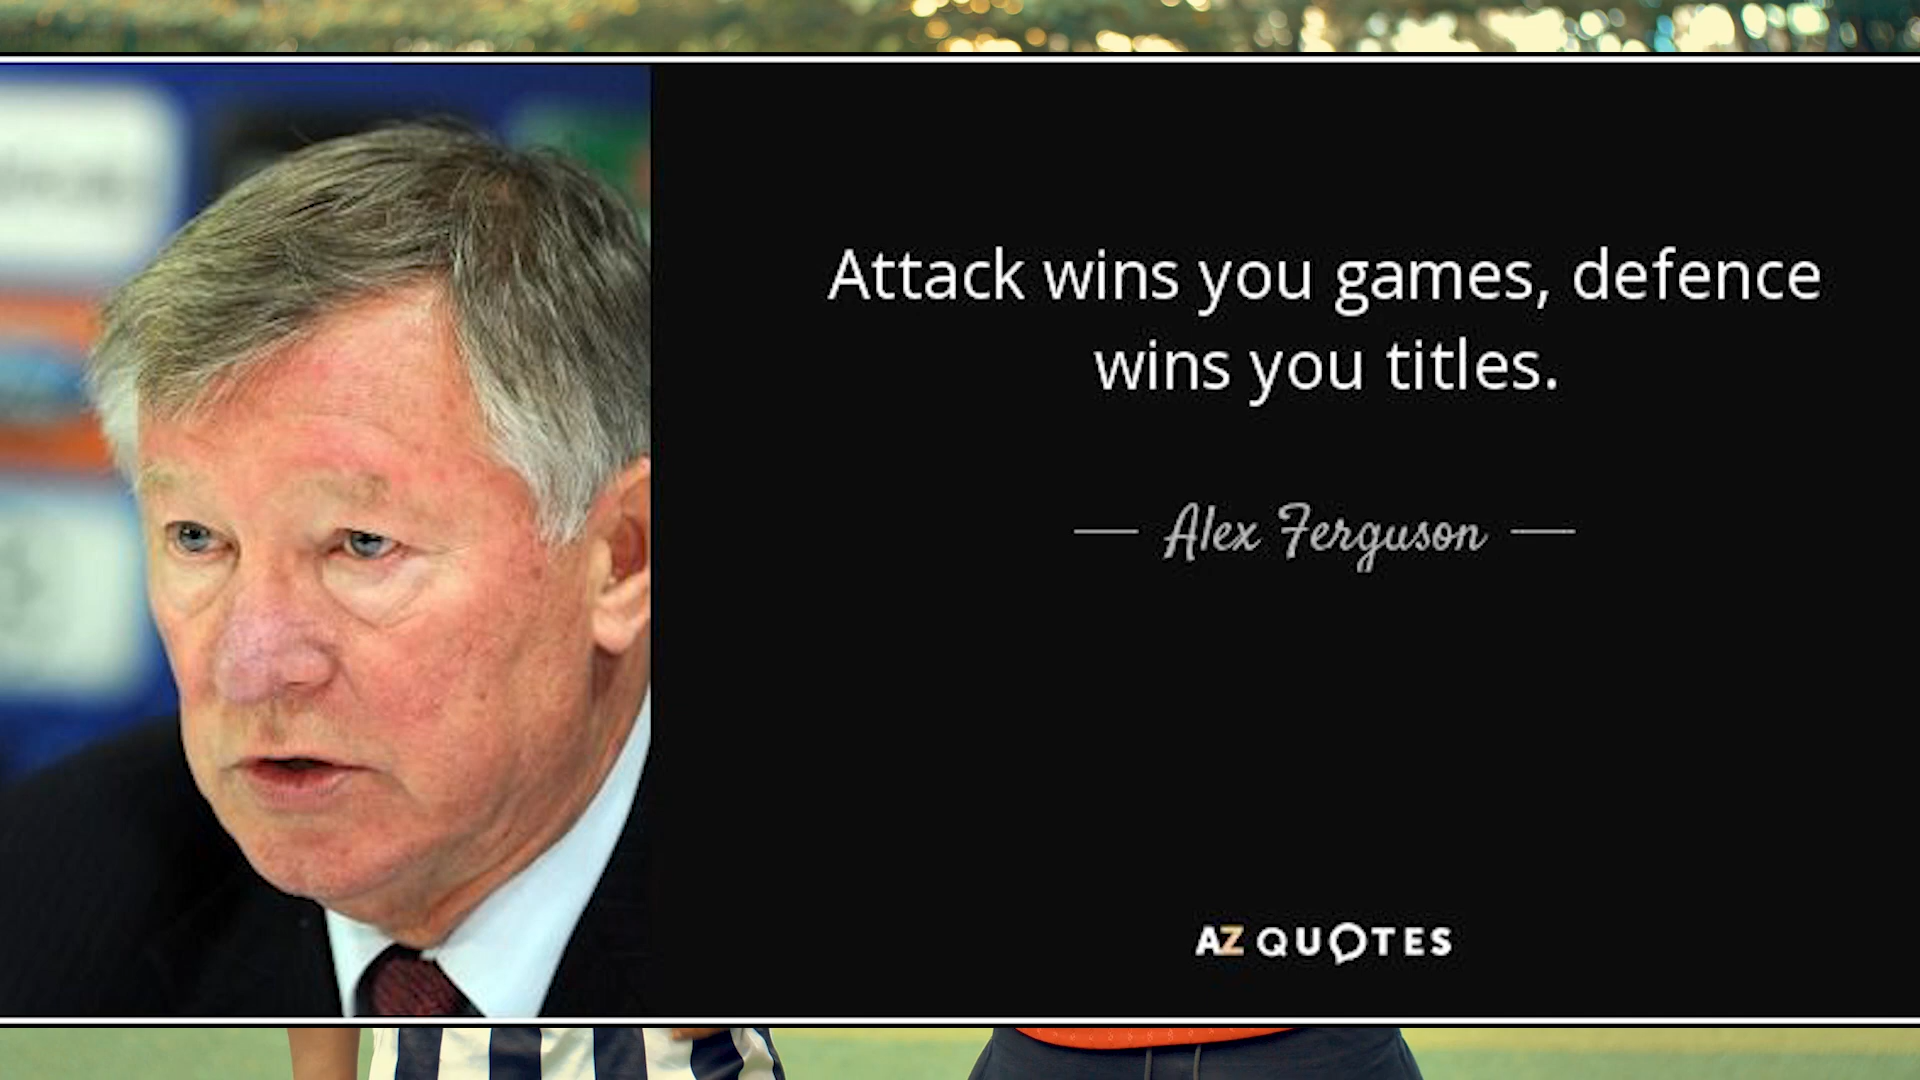 Attack wins you games, defence
wins you titles.
Alex Ferguson
AZ QUOTES